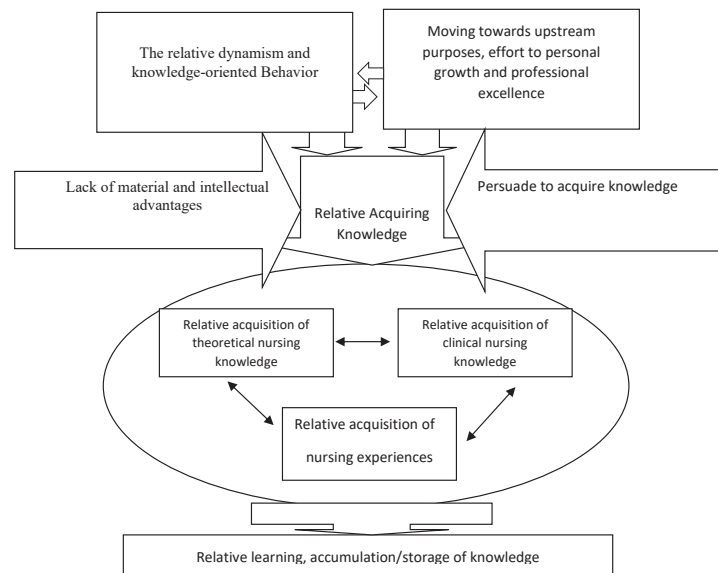 The relative dynamism and
knowledge-oriented Behavior
Moving towards upstream
purposes, effort to personal
growth and professional
excellence
Lack of material and intellectual
advantages
Persuade to acquire knowledge
Relative Acquiring
Knowledge
Relative acquisition of
theoretical nursing
knowledge
Relative acquisition of
clinical nursing
knowledge
Relative acquisition of
nursing experiences
Relative learning, accumulation/storage of knowledge